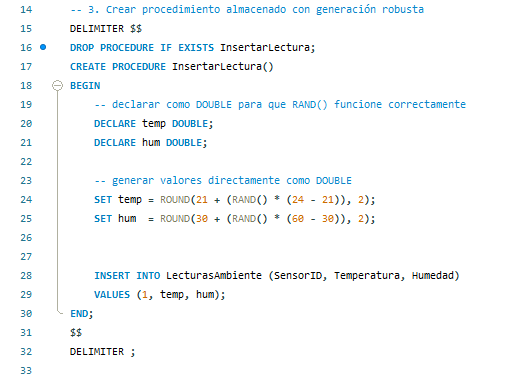 14 -- 3. Crear procedimiento almacenado con generación robusta
15 DELIMITER $$
16 DROP PROCEDURE IF EXISTS InsertarLectura;
17 CREATE PROCEDURE InsertarLectura()
18 BEGIN
19 -- declarar como DOUBLE para que RAND() funcione correctamente
20 DECLARE temp DOUBLE;
21 DECLARE hum DOUBLE;
22
23 -- generar valores directamente como DOUBLE
24 SET temp = ROUND(21 + (RAND() * (24 - 21)), 2);
25 SET hum  = ROUND(30 + (RAND() * (60 - 30)), 2);
26
27
28 INSERT INTO LecturasAmbiente (SensorID, Temperatura, Humedad)
29 VALUES (1, temp, hum);
30 END;
31 $$
32 DELIMITER ;
33